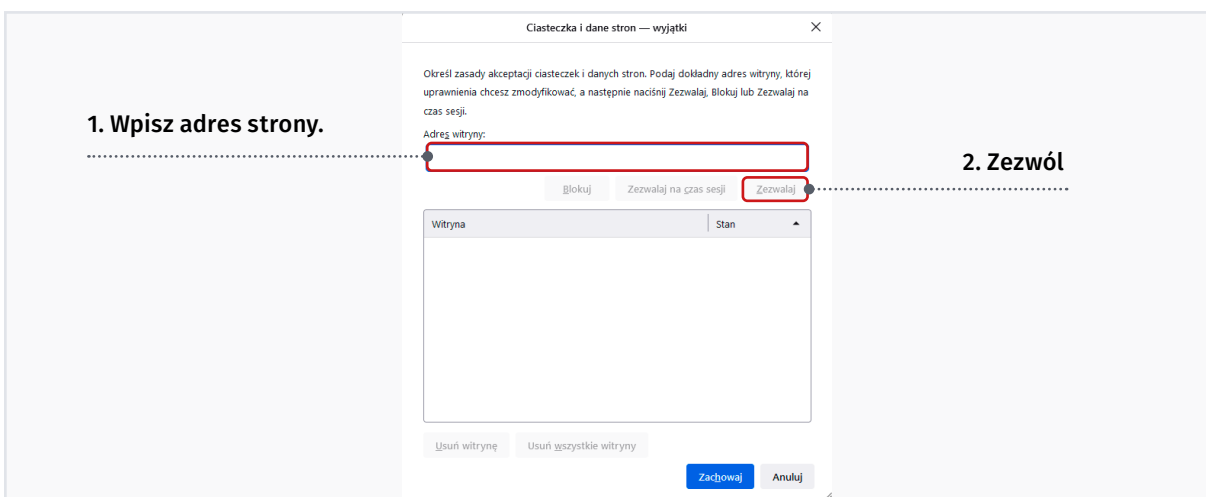 Ciasteczka i dane stron — wyjątki
Określ zasady akceptacji ciasteczek i danych stron. Podaj dokładny adres witryny, której
uprawnienia chcesz zmodyfikować, a następnie naciśnij Zezwalaj, Blokuj lub Zezwalaj na
czas sesji.
1. Wpisz adres strony.
Adres witryny:
2. Zezwól
Blokuj Zezwalaj na czas sesji Zezwalaj
Witryna Stan
Usuń witrynę Usuń wszystkie witryny
Zachowaj Anuluj